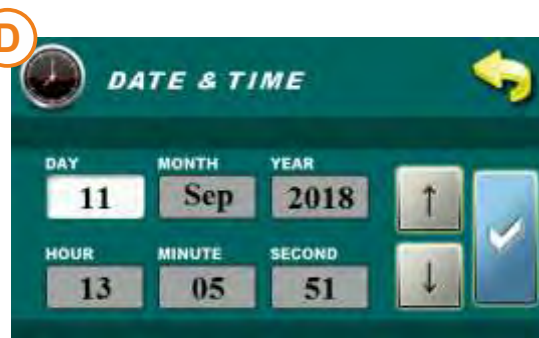 D
DATE & TIME
DAY MONTH YEAR
11 Sep 2018
↑
HOUR MINUTE SECOND
13 05 51
↓